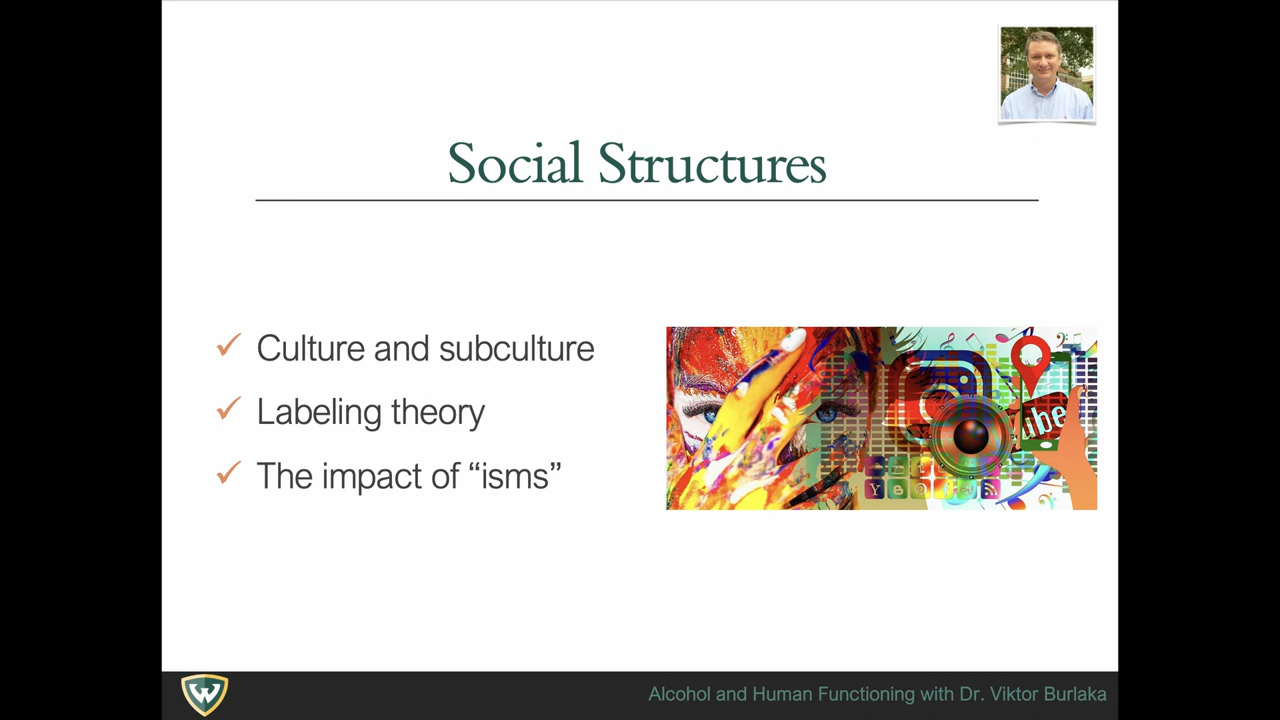 Social Structures
✓ Culture and subculture
✓ Labeling theory
✓ The impact of “isms”
ube
Y
W
Alcohol and Human Functioning with Dr. Viktor Burlaka